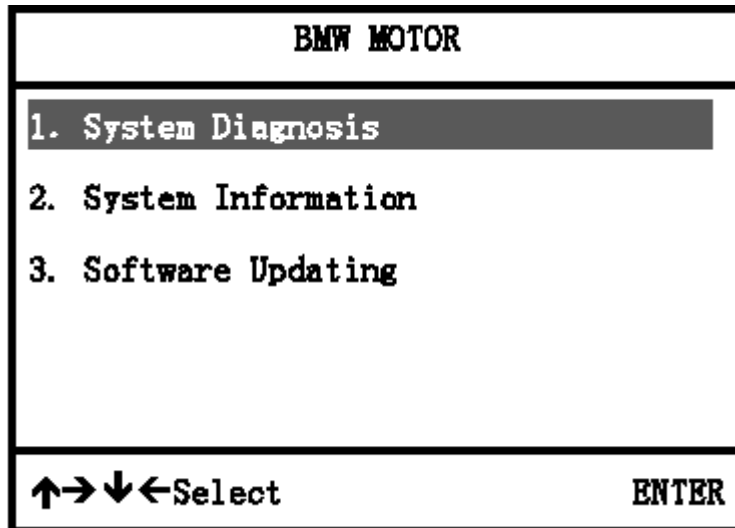 BMW MOTOR
1. System Diagnosis
2. System Information
3. Software Updating
↑→↓←Select ENTER